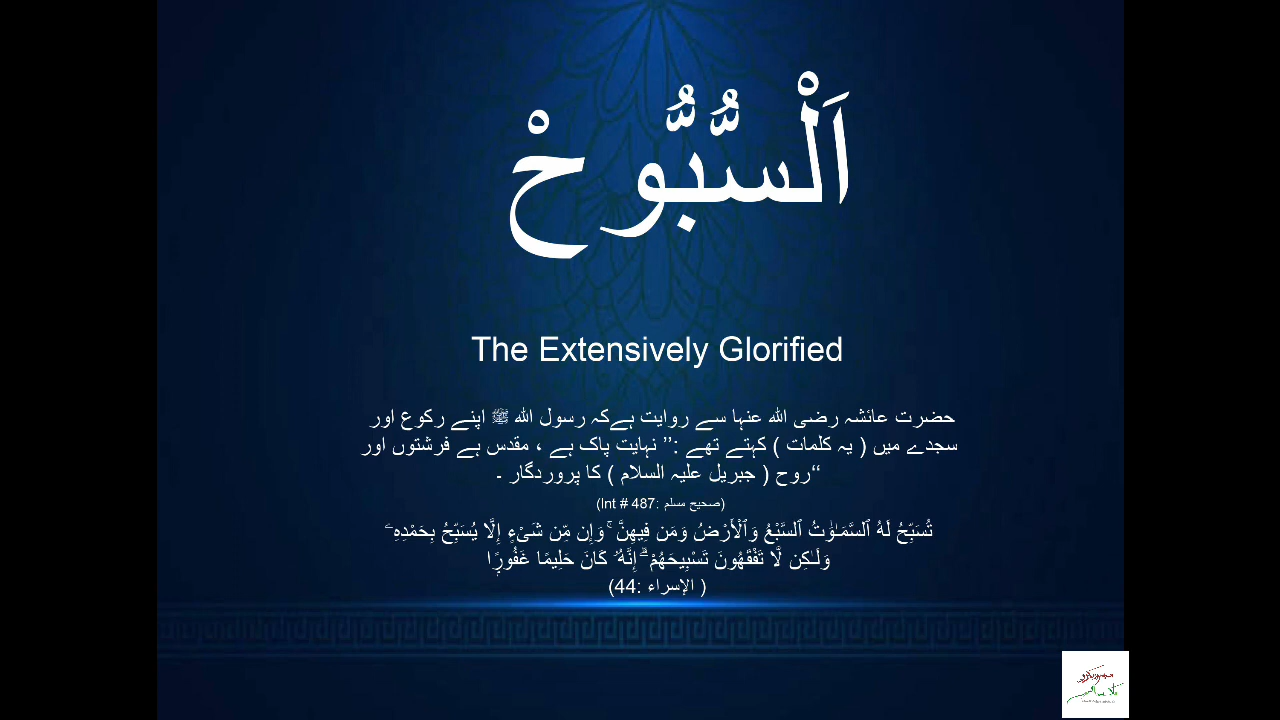 اَلْسُّبُّوحْ
The Extensively Glorified
حضرت عائشہ رضی اللہ عنہا سے روایت ہےکہ رسول اللہ ﷺ اپنے رکوع اور
سجدے میں ( یہ کلمات ) کہتے تھے :’’ نہایت پاک ہے ، مقدس ہے فرشتوں اور
روح ( جبریل علیہ السلام ) کا پروردگار ۔‘‘
(صحیح مسلم :Int # 487)
تُسَبِّحُ لَهُ ٱلسَّمَـٰوَٰتُ ٱلسَّبْعُ وَٱلْأَرْضُ وَمَن فِيهِنَّ ۚ وَإِن مِّن شَىْءٍ إِلَّا يُسَبِّحُ بِحَمْدِهِۦ
وَلَـٰكِن لَّا تَفْقَهُونَ تَسْبِيحَهُمْ ۗ إِنَّهُۥ كَانَ حَلِيمًا غَفُورًۭا
( الإسراء :44)